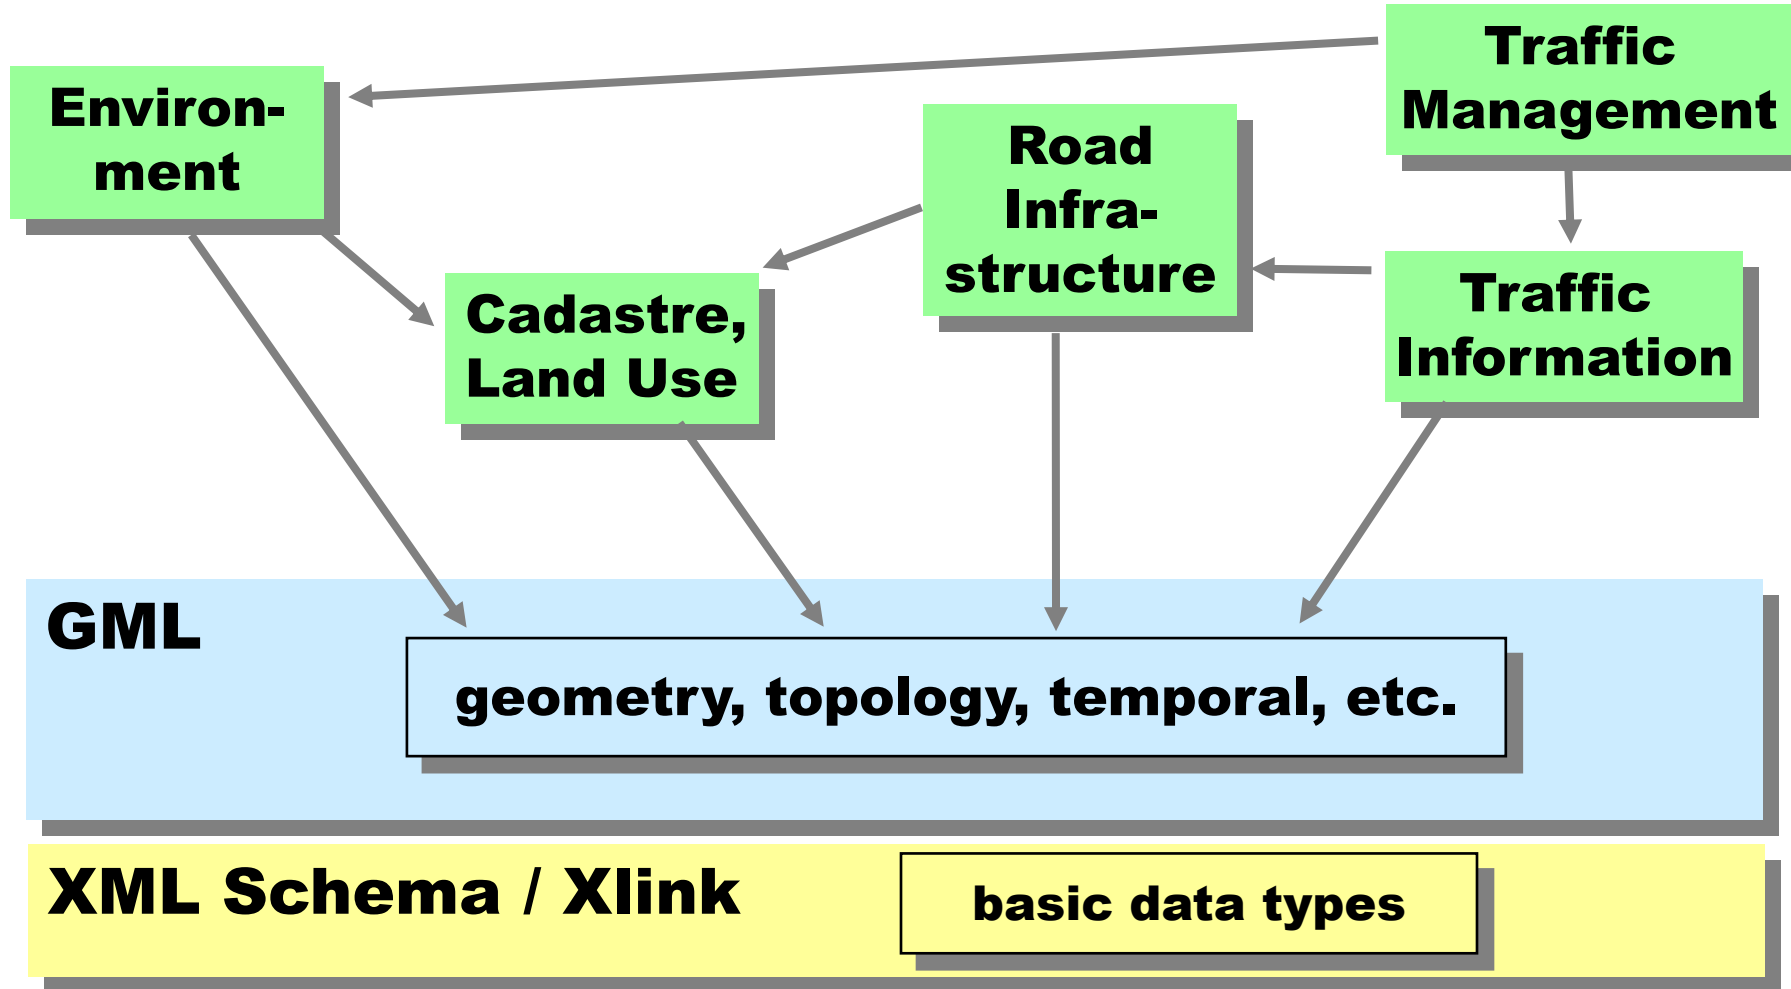 Traffic
Management
Environ-
ment
Road
Infra-
structure
Traffic
Information
Cadastre,
Land Use
GML
geometry, topology, temporal, etc.
XML Schema / Xlink
basic data types